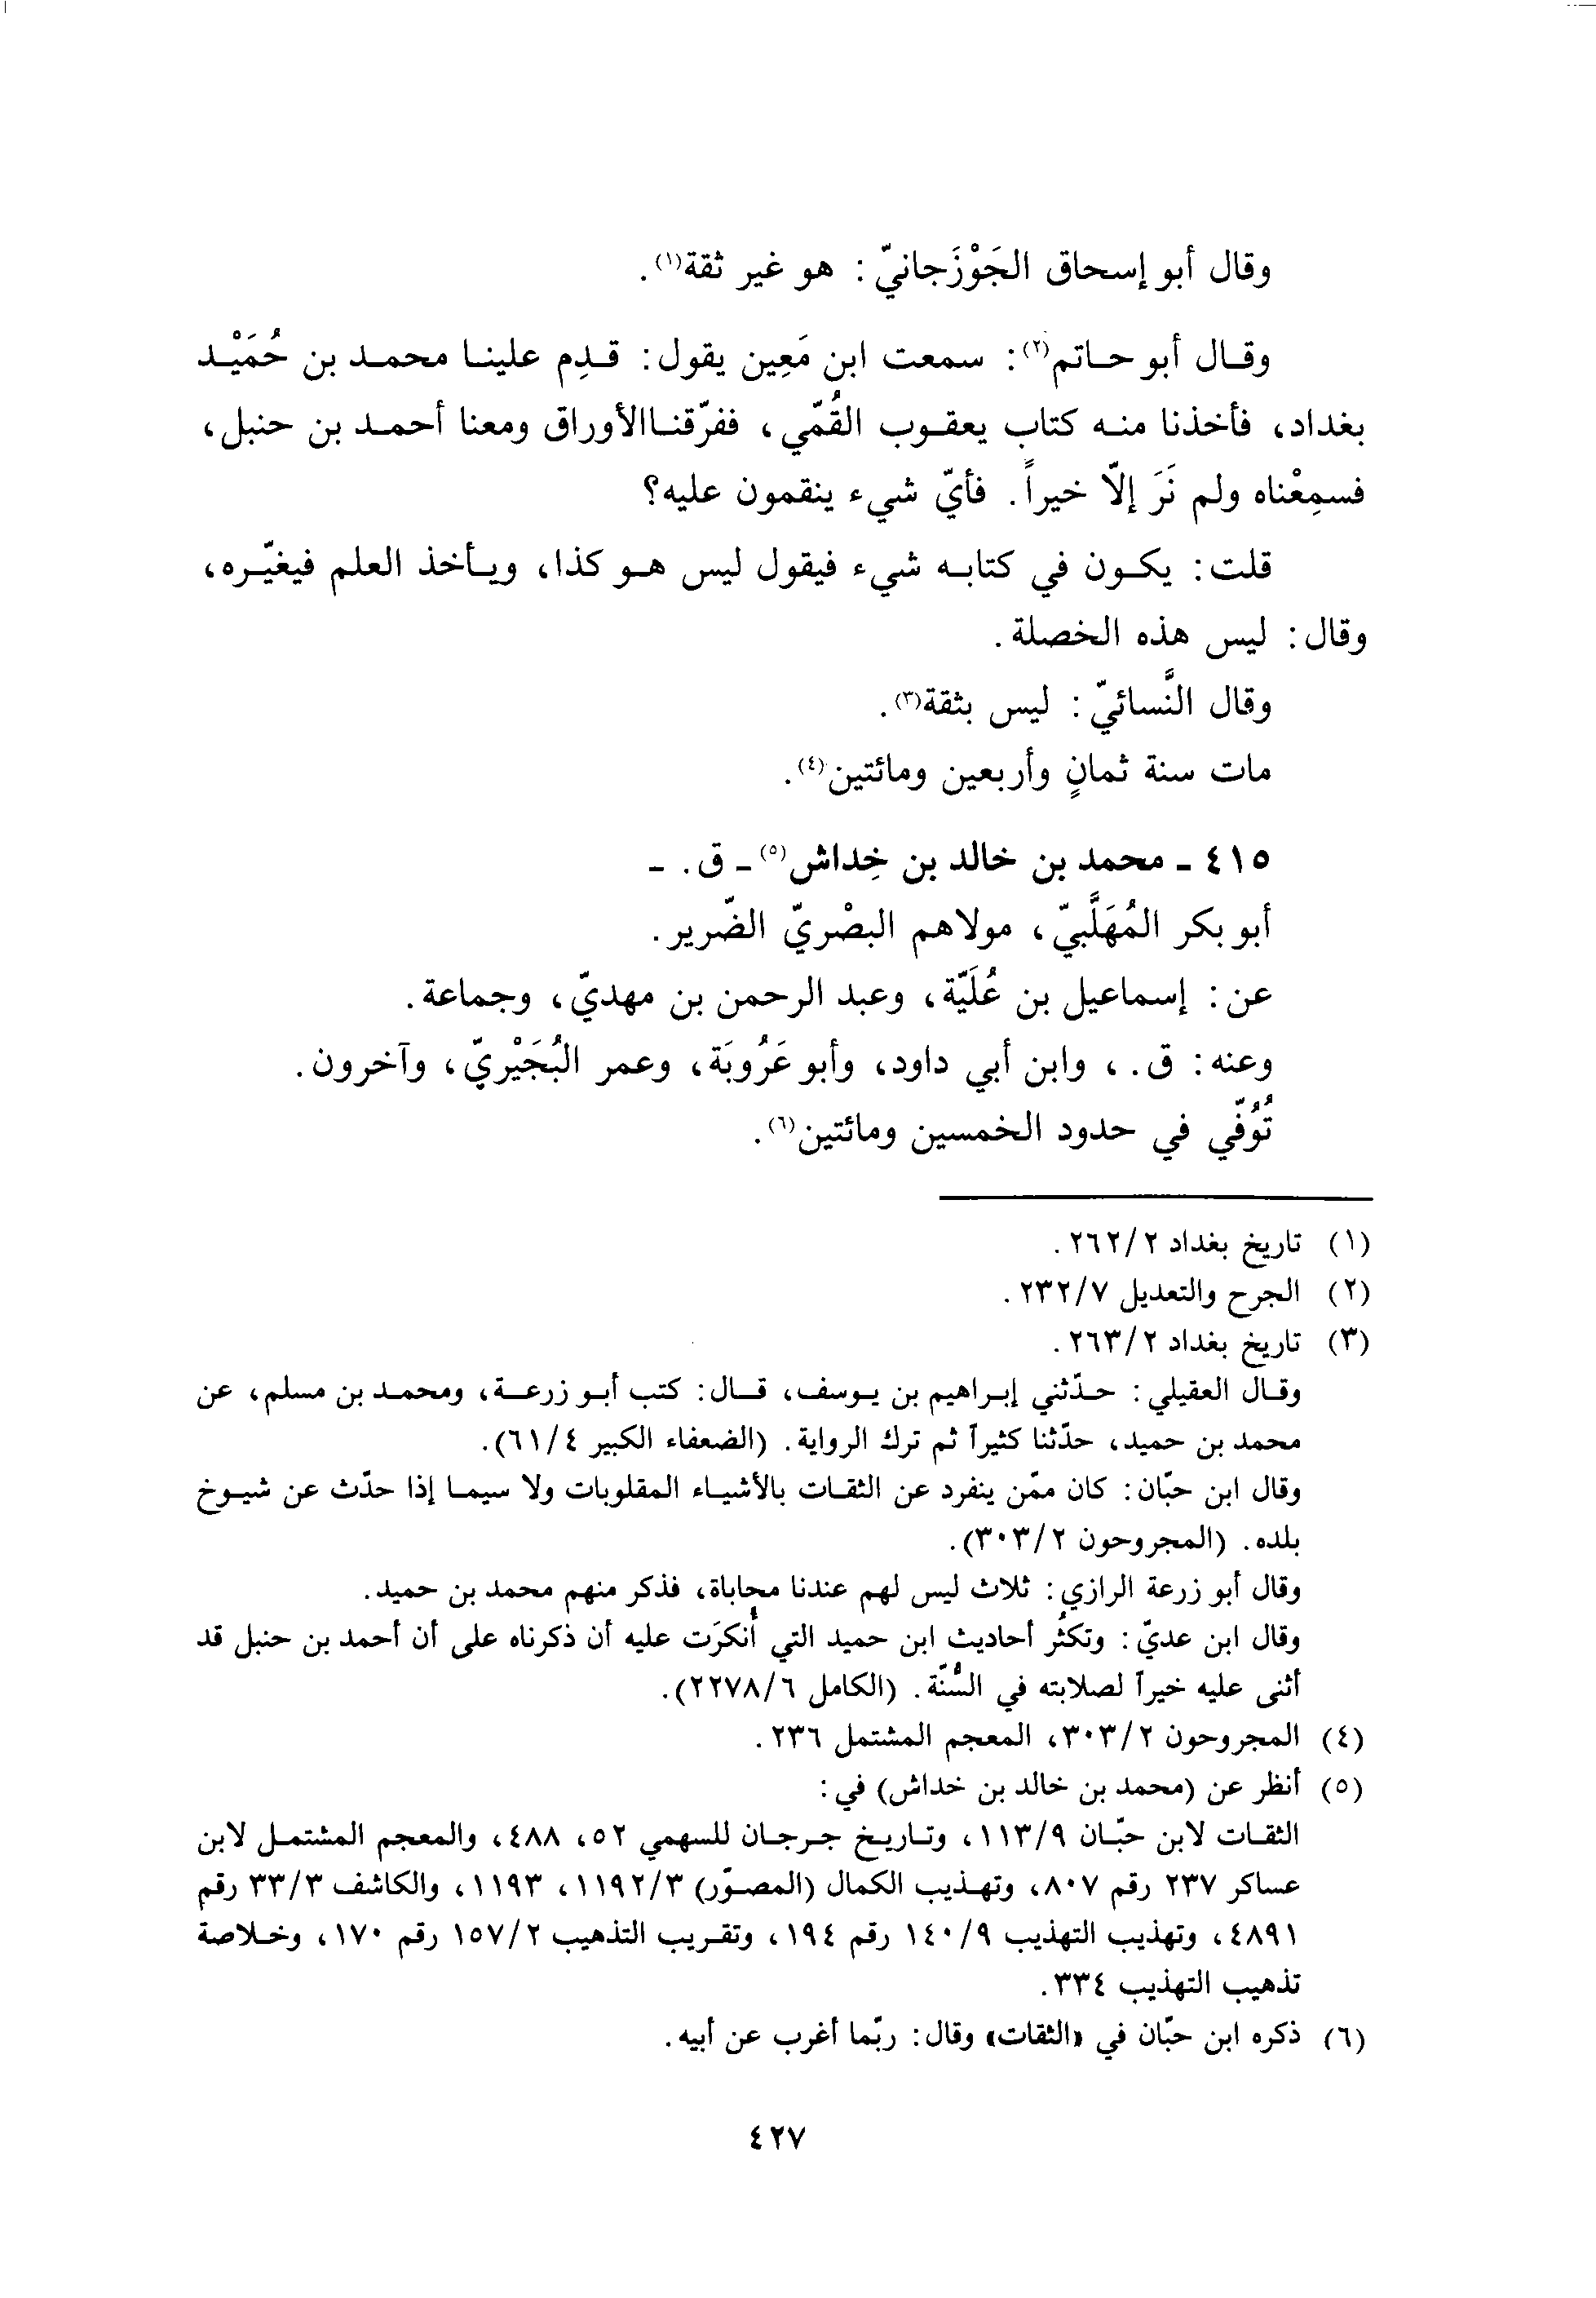 وقال أبو إسحاق الجَوْزَجانيّ: هو غير ثقة(١).
وقال أبو حاتم(٢): سمعت ابن مَعِين يقول: قدِم علينا محمد بن حُمَيْد
بغداد، فأخذنا منه كتاب يعقوب القُمّي، ففرّقنا الأوراق ومعنا أحمد بن حنبل،
فسمِعْناه ولم نَرَ إلّا خيراً. فأيّ شيء ينقمون عليه؟
قلت: يكون في كتابه شيء فيقول ليس هو كذا، ويأخذ العلم فيغيّره،
وقال: ليس هذه الخصلة.
وقال النَّسائيّ: ليس بثقة(٣).
مات سنة ثمانٍ وأربعين ومائتين(٤).
٤١٥ - محمد بن خالد بن خِداش(٥) - ق. -
أبو بكر المُهَلَّبيّ، مولاهم البصْريّ الضّرير.
عن: إسماعيل بن عُلَيّة، وعبد الرحمن بن مهديّ، وجماعة.
وعنه: ق.، وابن أبي داود، وأبو عَرُوبَة، وعمر البُجَيْريّ، وآخرون.
تُوُفّي في حدود الخمسين ومائتين(٦).
(١) تاريخ بغداد ٢/٢٦٢.
(٢) الجرح والتعديل ٧/٢٣٢.
(٣) تاريخ بغداد ٢/٢٦٣.
وقال العقيلي: حدّثني إبراهيم بن يوسف، قال: كتب أبو زرعة، ومحمد بن مسلم، عن
محمد بن حميد، حدّثنا كثيراً ثم ترك الرواية. (الضعفاء الكبير ٤/٦١).
وقال ابن حبّان: كان ممّن ينفرد عن الثقات بالأشياء المقلوبات ولا سيما إذا حدّث عن شيوخ
بلده. (المجروحون ٢/٣٠٣).
وقال أبو زرعة الرازي: ثلاث ليس لهم عندنا محاباة، فذكر منهم محمد بن حميد.
وقال ابن عديّ: وتكثُر أحاديث ابن حميد التي أُنكرَت عليه أن ذكرناه على أن أحمد بن حنبل قد
أثنى عليه خيراً لصلابته في السُّنّة. (الكامل ٦/٢٢٧٨).
(٤) المجروحون ٢/٣٠٣، المعجم المشتمل ٢٣٦.
(٥) أنظر عن (محمد بن خالد بن خداش) في:
الثقات لابن حبّان ٩/١١٣، وتاريخ جرجان للسهمي ٥٢، ٤٨٨، والمعجم المشتمل لابن
عساكر ٢٣٧ رقم ٨٠٧، وتهذيب الكمال (المصوّر) ٣/١١٩٢، ١١٩٣، والكاشف ٣/٣٣ رقم
٤٨٩١، وتهذيب التهذيب ٩/١٤٠ رقم ١٩٤، وتقريب التذهيب ٢/١٥٧ رقم ١٧٠، وخلاصة
تذهيب التهذيب ٣٣٤.
(٦) ذكره ابن حبّان في «الثقات» وقال: ربّما أغرب عن أبيه.
٤٢٧